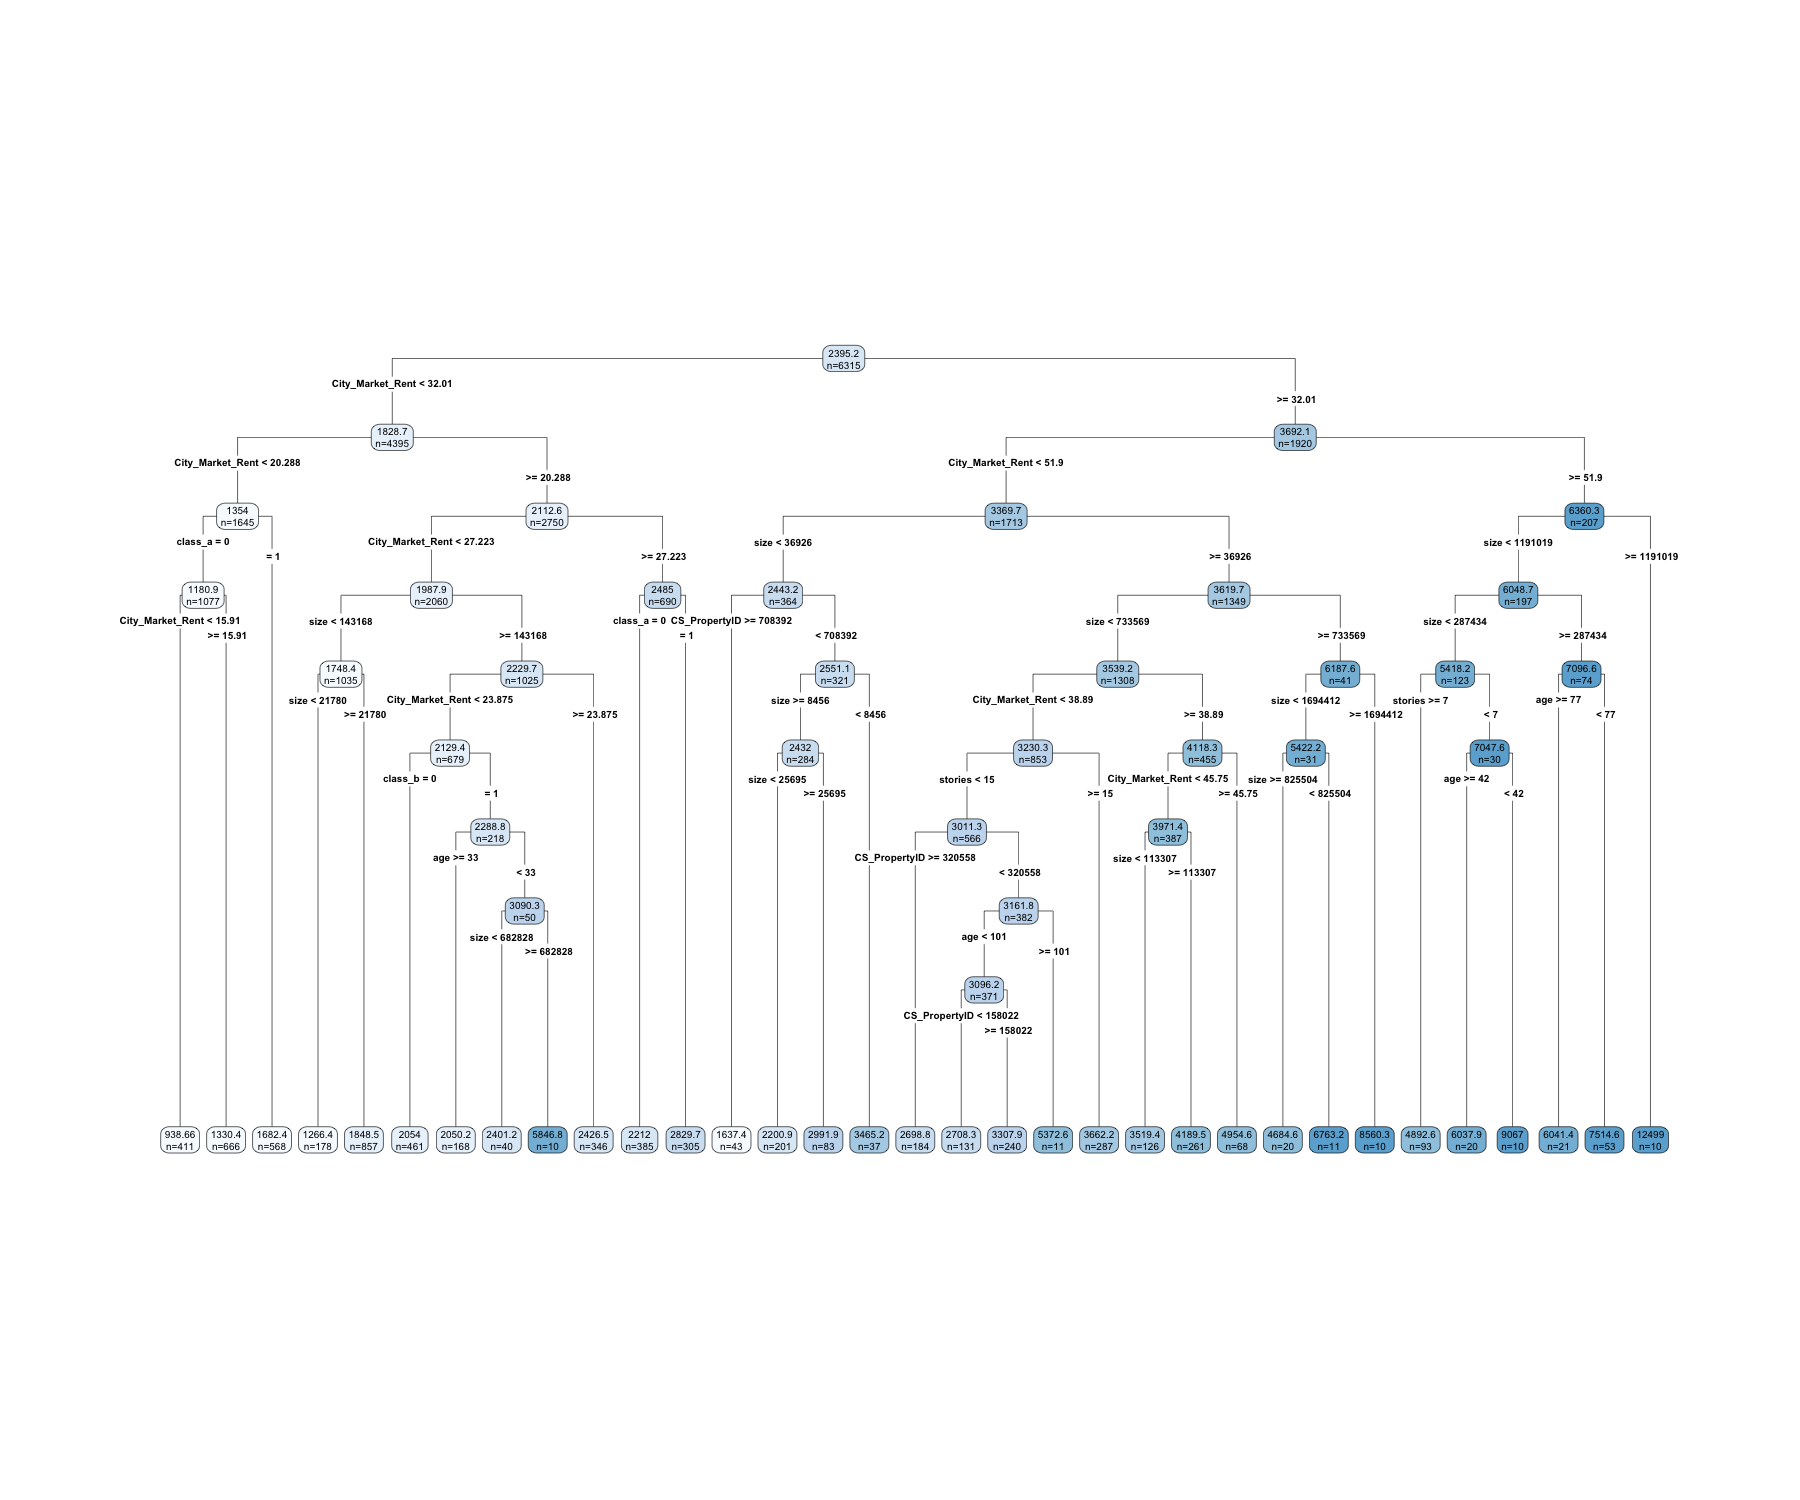 2395.2
n=6315
City_Market_Rent < 32.01
>= 32.01
1828.7
n=4395
3692.1
n=1920
City_Market_Rent < 20.288
>= 20.288
City_Market_Rent < 51.9
>= 51.9
1354
n=1645
2112.6
n=2750
3369.7
n=1713
6360.3
n=207
class_a = 0
= 1
City_Market_Rent < 27.223
>= 27.223
size < 36926
>= 36926
size < 1191019
>= 1191019
1180.9
n=1077
1987.9
n=2060
2485
n=690
2443.2
n=364
3619.7
n=1349
6048.7
n=197
City_Market_Rent < 15.91
>= 15.91
size < 143168
>= 143168
class_a = 0
= 1
CS_PropertyID >= 708392
< 708392
size < 733569
>= 733569
size < 287434
>= 287434
1748.4
n=1035
2229.7
n=1025
2551.1
n=321
3539.2
n=1308
6187.6
n=41
5418.2
n=123
7096.6
n=74
size < 21780
>= 21780
City_Market_Rent < 23.875
>= 23.875
size >= 8456
< 8456
City_Market_Rent < 38.89
>= 38.89
size < 1694412
>= 1694412
stories >= 7
< 7
age >= 77
< 77
2129.4
n=679
2432
n=284
3230.3
n=853
4118.3
n=455
5422.2
n=31
7047.6
n=30
class_b = 0
= 1
size < 25695
>= 25695
stories < 15
>= 15
City_Market_Rent < 45.75
>= 45.75
size >= 825504
< 825504
age >= 42
< 42
2288.8
n=218
3011.3
n=566
3971.4
n=387
age >= 33
< 33
CS_PropertyID >= 320558
< 320558
size < 113307
>= 113307
3090.3
n=50
3161.8
n=382
size < 682828
>= 682828
age < 101
>= 101
3096.2
n=371
CS_PropertyID < 158022
>= 158022
938.66
n=411
1330.4
n=666
1682.4
n=568
1266.4
n=178
1848.5
n=857
2054
n=461
2050.2
n=168
2401.2
n=40
5846.8
n=10
2426.5
n=346
2212
n=385
2829.7
n=305
1637.4
n=43
2200.9
n=201
2991.9
n=83
3465.2
n=37
2698.8
n=184
2708.3
n=131
3307.9
n=240
5372.6
n=11
3662.2
n=287
3519.4
n=126
4189.5
n=261
4954.6
n=68
4684.6
n=20
6763.2
n=11
8560.3
n=10
4892.6
n=93
6037.9
n=20
9067
n=10
6041.4
n=21
7514.6
n=53
12499
n=10